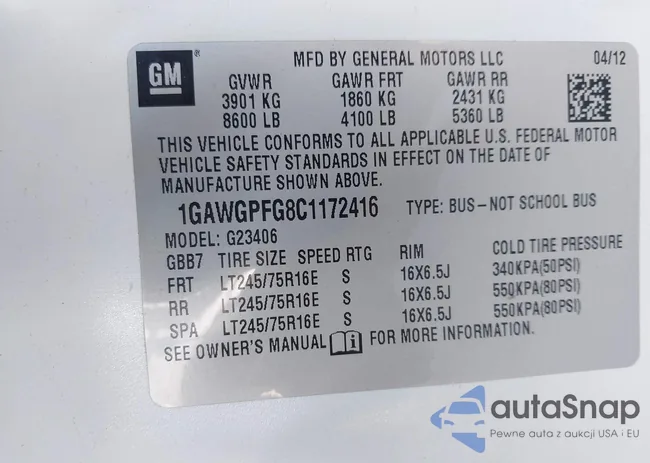 GM ®
MFD BY GENERAL MOTORS LLC 04/12
GVWR GAWR FRT GAWR RR
3901 KG 1860 KG 2431 KG
8600 LB 4100 LB 5360 LB
THIS VEHICLE CONFORMS TO ALL APPLICABLE U.S. FEDERAL MOTOR
VEHICLE SAFETY STANDARDS IN EFFECT ON THE DATE OF
MANUFACTURE SHOWN ABOVE.
1GAWGPFG8C1172416 TYPE: BUS-NOT SCHOOL BUS
MODEL: G23406
GBB7 TIRE SIZE SPEED RTG RIM COLD TIRE PRESSURE
FRT LT245/75R16E S 16X6.5J 340KPA(50PSI)
RR LT245/75R16E S 16X6.5J 550KPA(80PSI)
SPA LT245/75R16E S 16X6.5J 550KPA(80PSI)
SEE OWNER'S MANUAL i FOR MORE INFORMATION.
autoSnap
Pewne auta z aukcji USA i EU